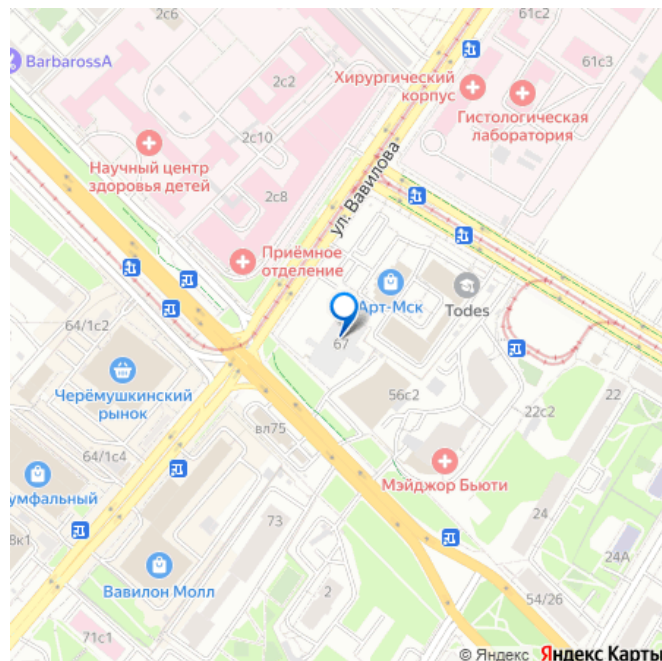 2с6
61с2
BarbarossA
61с3
2с2
Хирургический
корпус
Гистологическая
лаборатория
2с10
Научный центр
здоровья детей
2с8
ул. Вавилова
Приёмное
отделение
Арт-Мск
Todes
64/1с2
67
Черёмушкинский
рынок
56с2
22
22с2
вл75
64/1с4
Мэйджор Бьюти
умфальный
73
24
8к1
24А
Вавилон Молл
2
54/26
71с1
© Яндекс Яндекс Карты